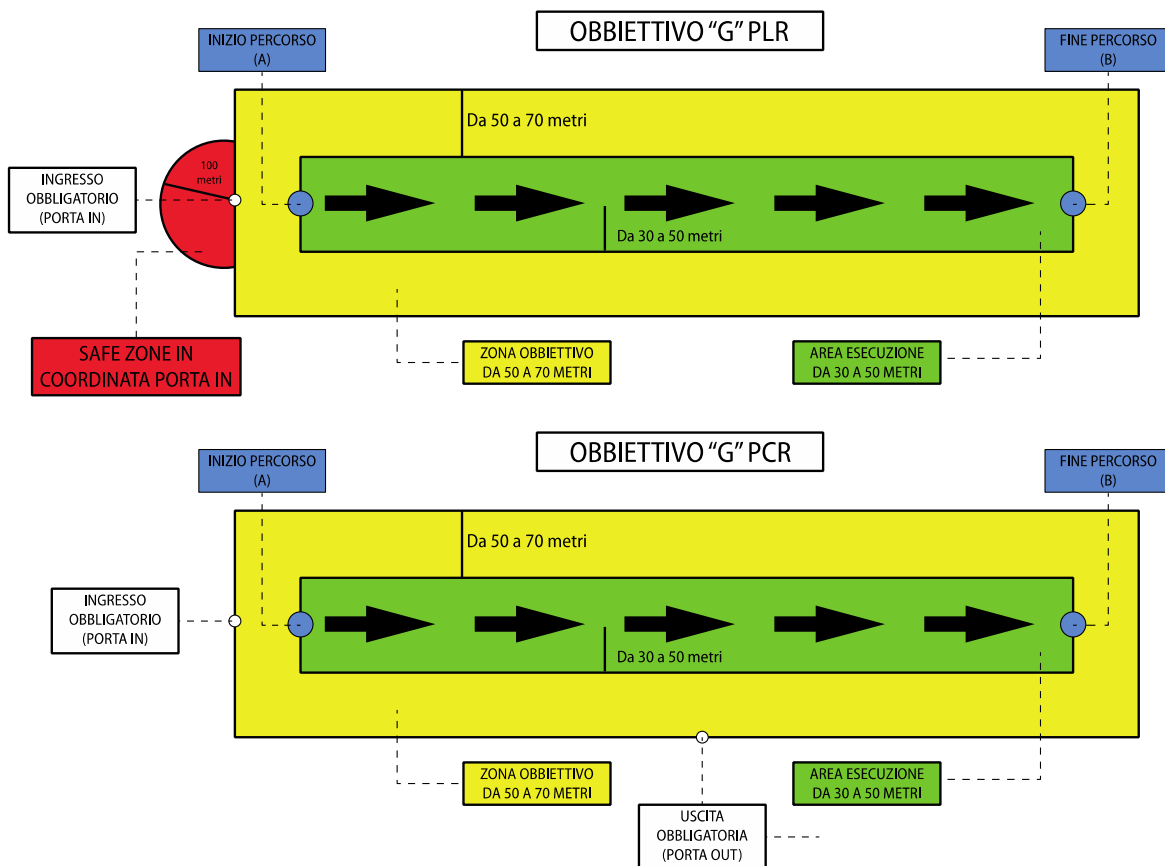 OBBIETTIVO “G” PLR
INIZIO PERCORSO
(A)
FINE PERCORSO
(B)
Da 50 a 70 metri
100
metri
INGRESSO
OBBLIGATORIO
(PORTA IN)
Da 30 a 50 metri
SAFE ZONE IN
COORDINATA PORTA IN
ZONA OBBIETTIVO
DA 50 A 70 METRI
AREA ESECUZIONE
DA 30 A 50 METRI
OBBIETTIVO “G” PCR
INIZIO PERCORSO
(A)
FINE PERCORSO
(B)
Da 50 a 70 metri
INGRESSO
OBBLIGATORIO
(PORTA IN)
Da 30 a 50 metri
ZONA OBBIETTIVO
DA 50 A 70 METRI
AREA ESECUZIONE
DA 30 A 50 METRI
USCITA
OBBLIGATORIA
(PORTA OUT)